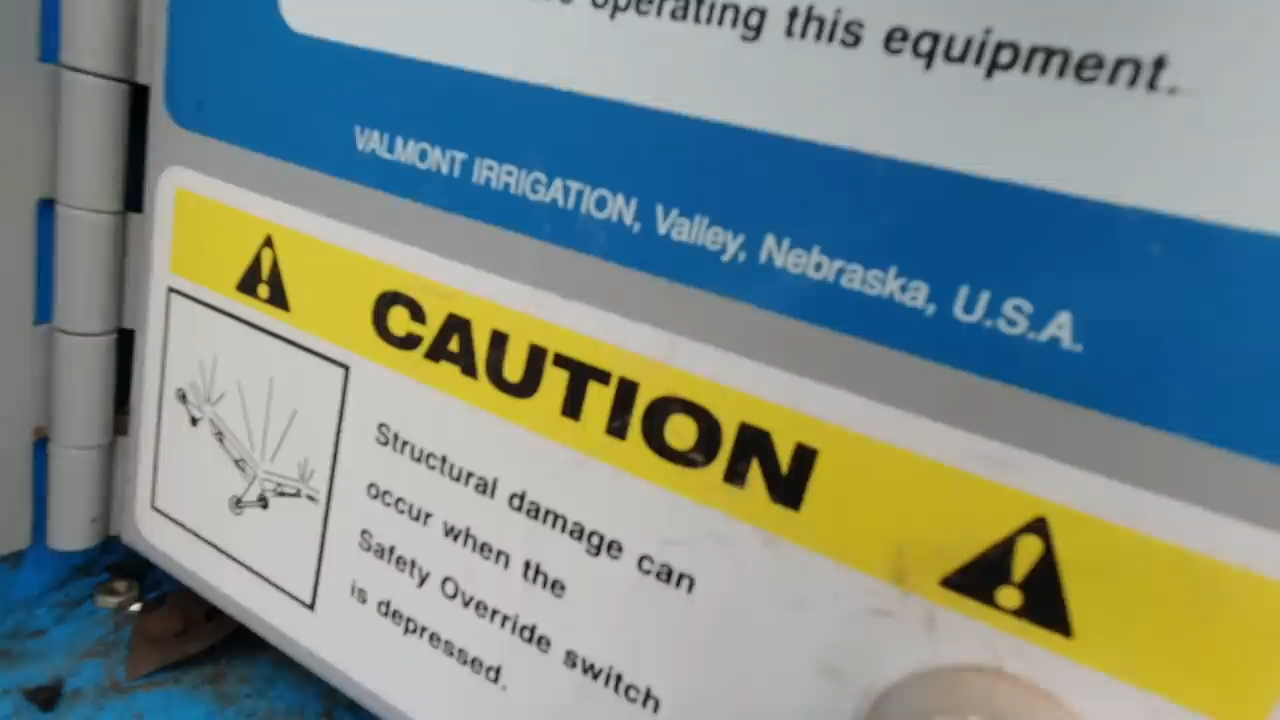 operating this equipment.
VALMONT IRRIGATION, Valley, Nebraska, U.S.A.
CAUTION
Structural damage can
occur when the
Safety Override switch
is depressed.